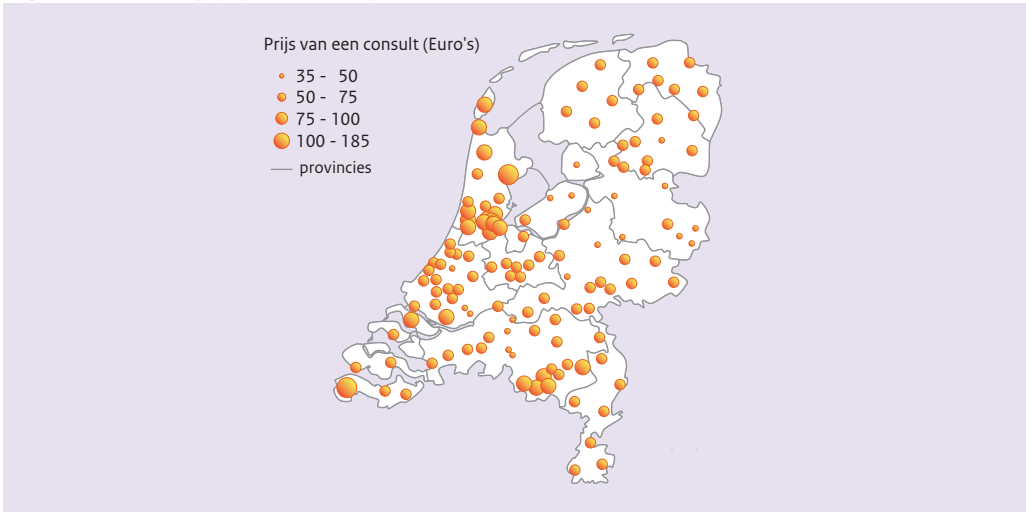 Prijs van een consult (Euro's)
35 - 50
50 - 75
75 - 100
100 - 185
provincies